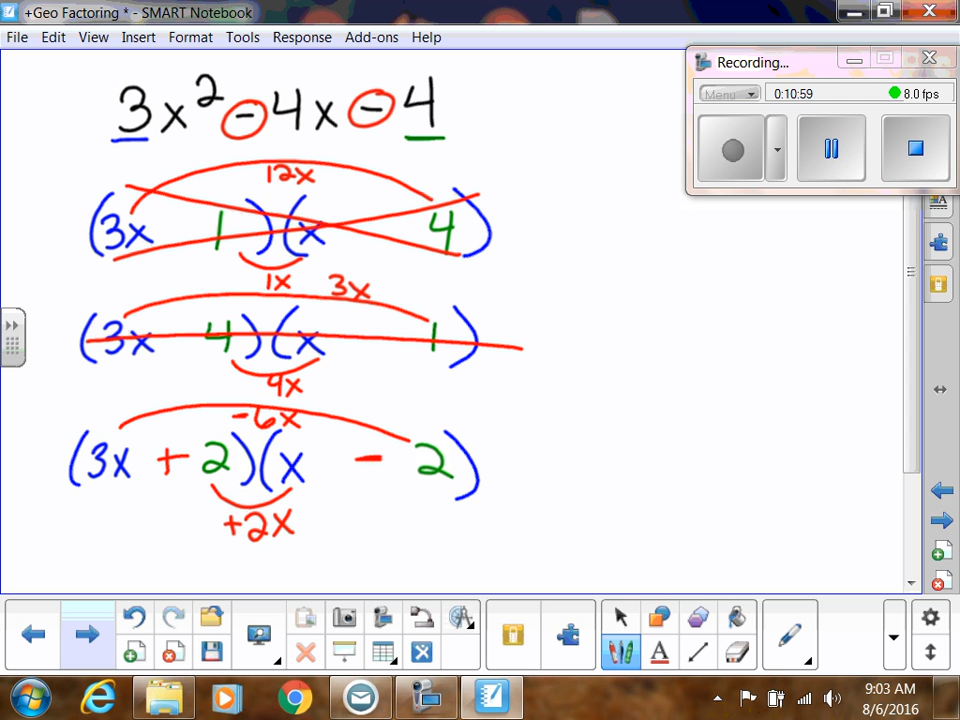 +Geo Factoring * - SMART Notebook
File Edit View Insert Format Tools Response Add-ons Help
Recording...
Menu 0:10:59 8.0 fps
3x² - 4x - 4
12x
(3x 1)(x 4)
1x 3x
(3x 4)(x 1)
4x
-6x
(3x + 2)(x - 2)
+2x
A
9:03 AM
8/6/2016